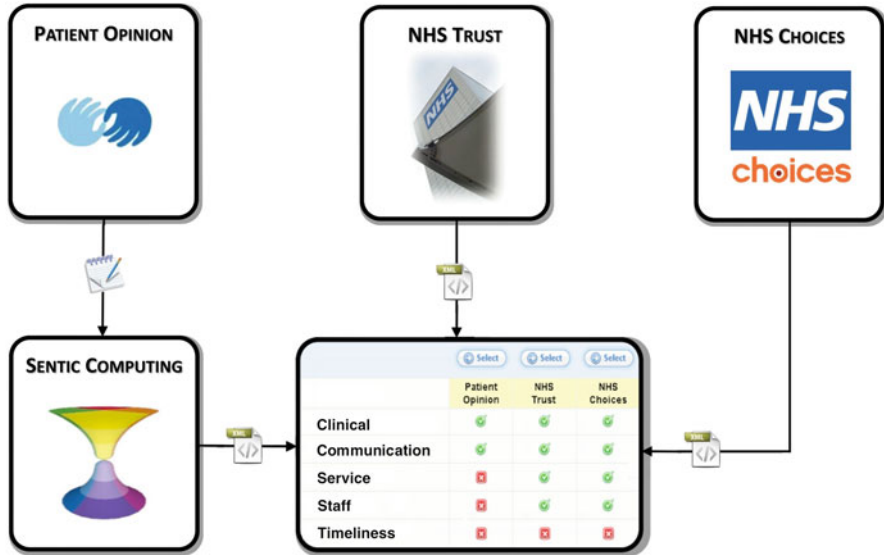 PATIENT OPINION
NHS TRUST
NHS CHOICES
NHS
NHS
choices
XML
SENTIC COMPUTING
Select Select Select
Patient Opinion
NHS Trust
NHS Choices
Clinical
Communication
Service
Staff
Timeliness
XML
XML